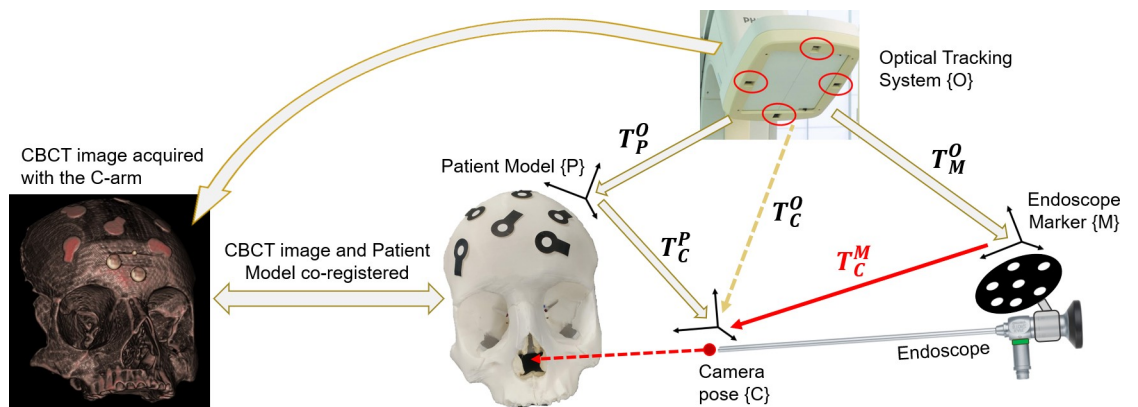 PH
Optical Tracking
System {O}
T_P^O
T_M^O
CBCT image acquired
with the C-arm
Patient Model {P}
T_C^O
Endoscope
Marker {M}
CBCT image and Patient
Model co-registered
T_C^P
T_C^M
Endoscope
Camera
pose {C}